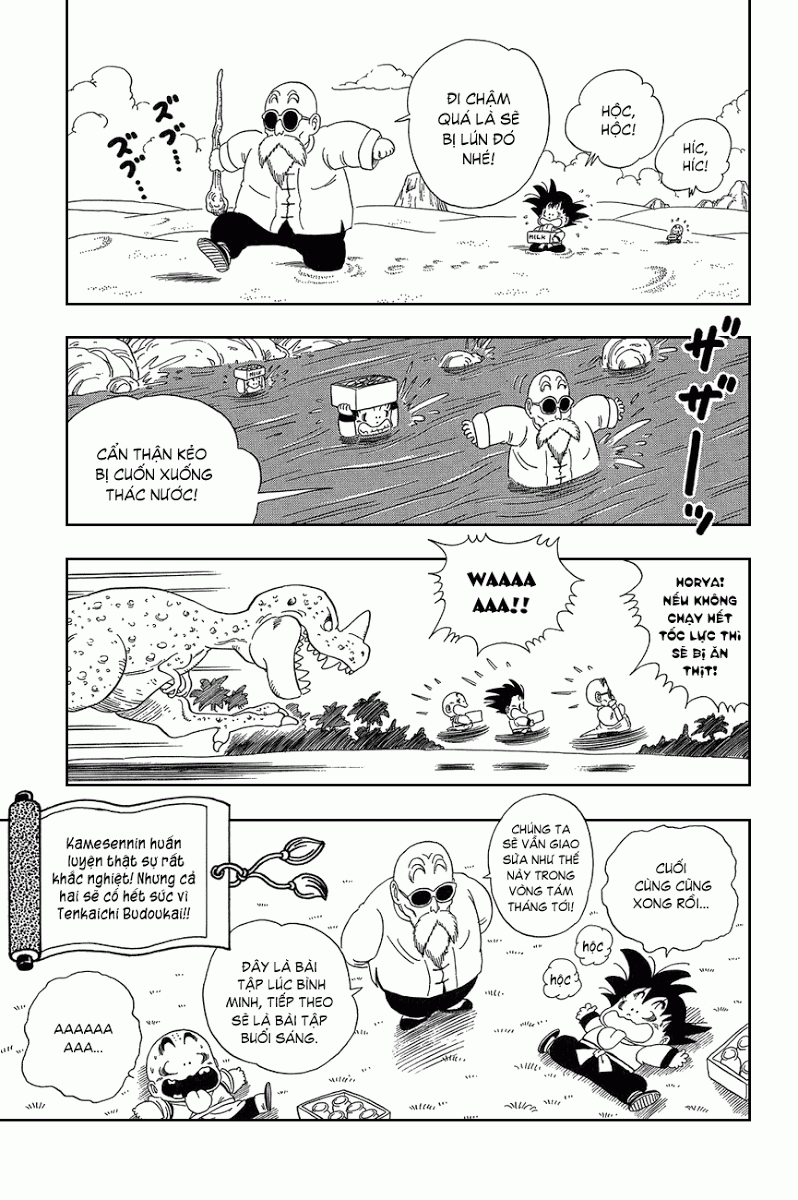 ĐI CHẬM
QUÁ LÀ SẼ
BỊ LÚN ĐÓ
NHÉ!
HỘC,
HỘC!
HÍC,
HÍC!
ズズズ...
ズズズ...
MILK
MILK
CẨN THẬN KẺO
BỊ CUỐN XUỐNG
THÁC NƯỚC!
ザザーッ
WAAAA
AAA!!
HORYA!
NẾU KHÔNG
CHẠY HẾT
TỐC LỰC THÌ
SẼ BỊ ĂN
THỊT!
Kamesennin huấn
luyện thật sự rất
khắc nghiệt! Nhưng cả
hai sẽ cố hết sức vì
Tenkaichi Budoukai!!
CHÚNG TA
SẼ VẪN GIAO
SỮA NHƯ THẾ
NÀY TRONG
VÒNG TÁM
THÁNG TỚI!
CUỐI
CÙNG CŨNG
XONG RỒI...
hộc
hộc
ĐÂY LÀ BÀI
TẬP LÚC BÌNH
MINH, TIẾP THEO
SẼ LÀ BÀI TẬP
BUỔI SÁNG.
AAAAAA
AAA...